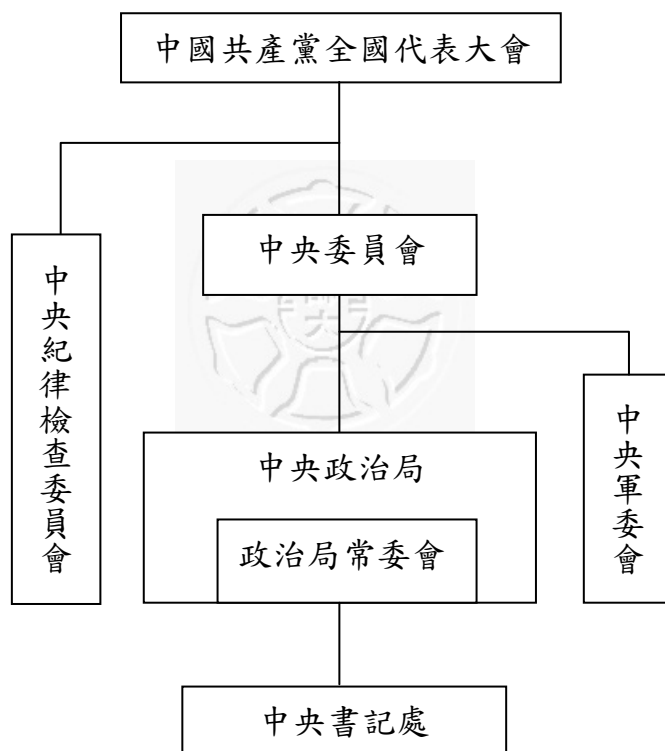 中國共產黨全國代表大會
中央委員會
中央紀律檢查委員會
中央軍委會
中央政治局
政治局常委會
中央書記處